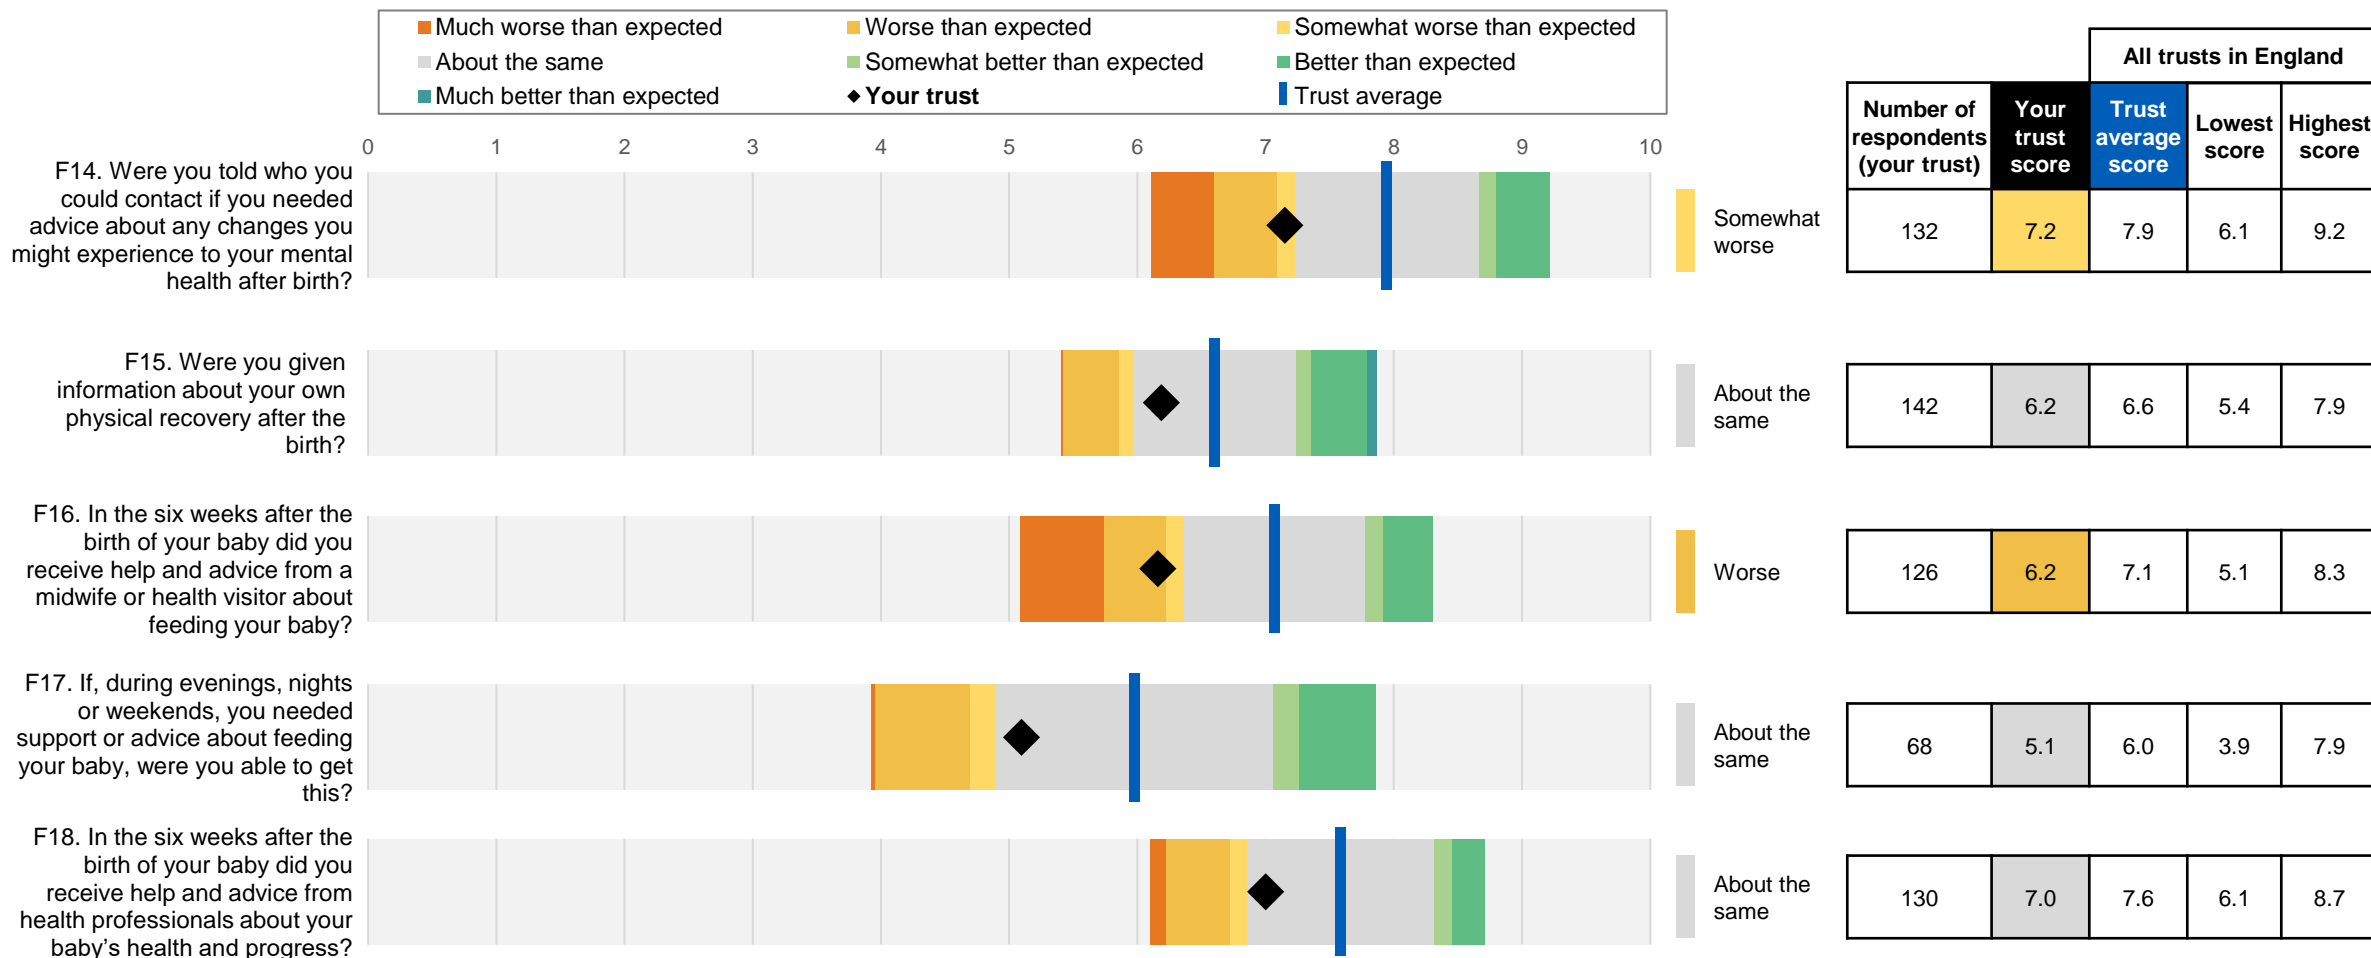 Much worse than expected
Worse than expected
Somewhat worse than expected
About the same
Somewhat better than expected
Better than expected
Much better than expected
Your trust
Trust average
All trusts in England
Number of
respondents
(your trust)
Your
trust
score
Trust
average
score
Lowest
score
Highest
score
0 1 2 3 4 5 6 7 8 9 10
F14. Were you told who you
could contact if you needed
advice about any changes you
might experience to your mental
health after birth?
Somewhat
worse
132 7.2 7.9 6.1 9.2
F15. Were you given
information about your own
physical recovery after the
birth?
About the
same
142 6.2 6.6 5.4 7.9
F16. In the six weeks after the
birth of your baby did you
receive help and advice from a
midwife or health visitor about
feeding your baby?
Worse
126 6.2 7.1 5.1 8.3
F17. If, during evenings, nights
or weekends, you needed
support or advice about feeding
your baby, were you able to get
this?
About the
same
68 5.1 6.0 3.9 7.9
F18. In the six weeks after the
birth of your baby did you
receive help and advice from
health professionals about your
baby’s health and progress?
About the
same
130 7.0 7.6 6.1 8.7